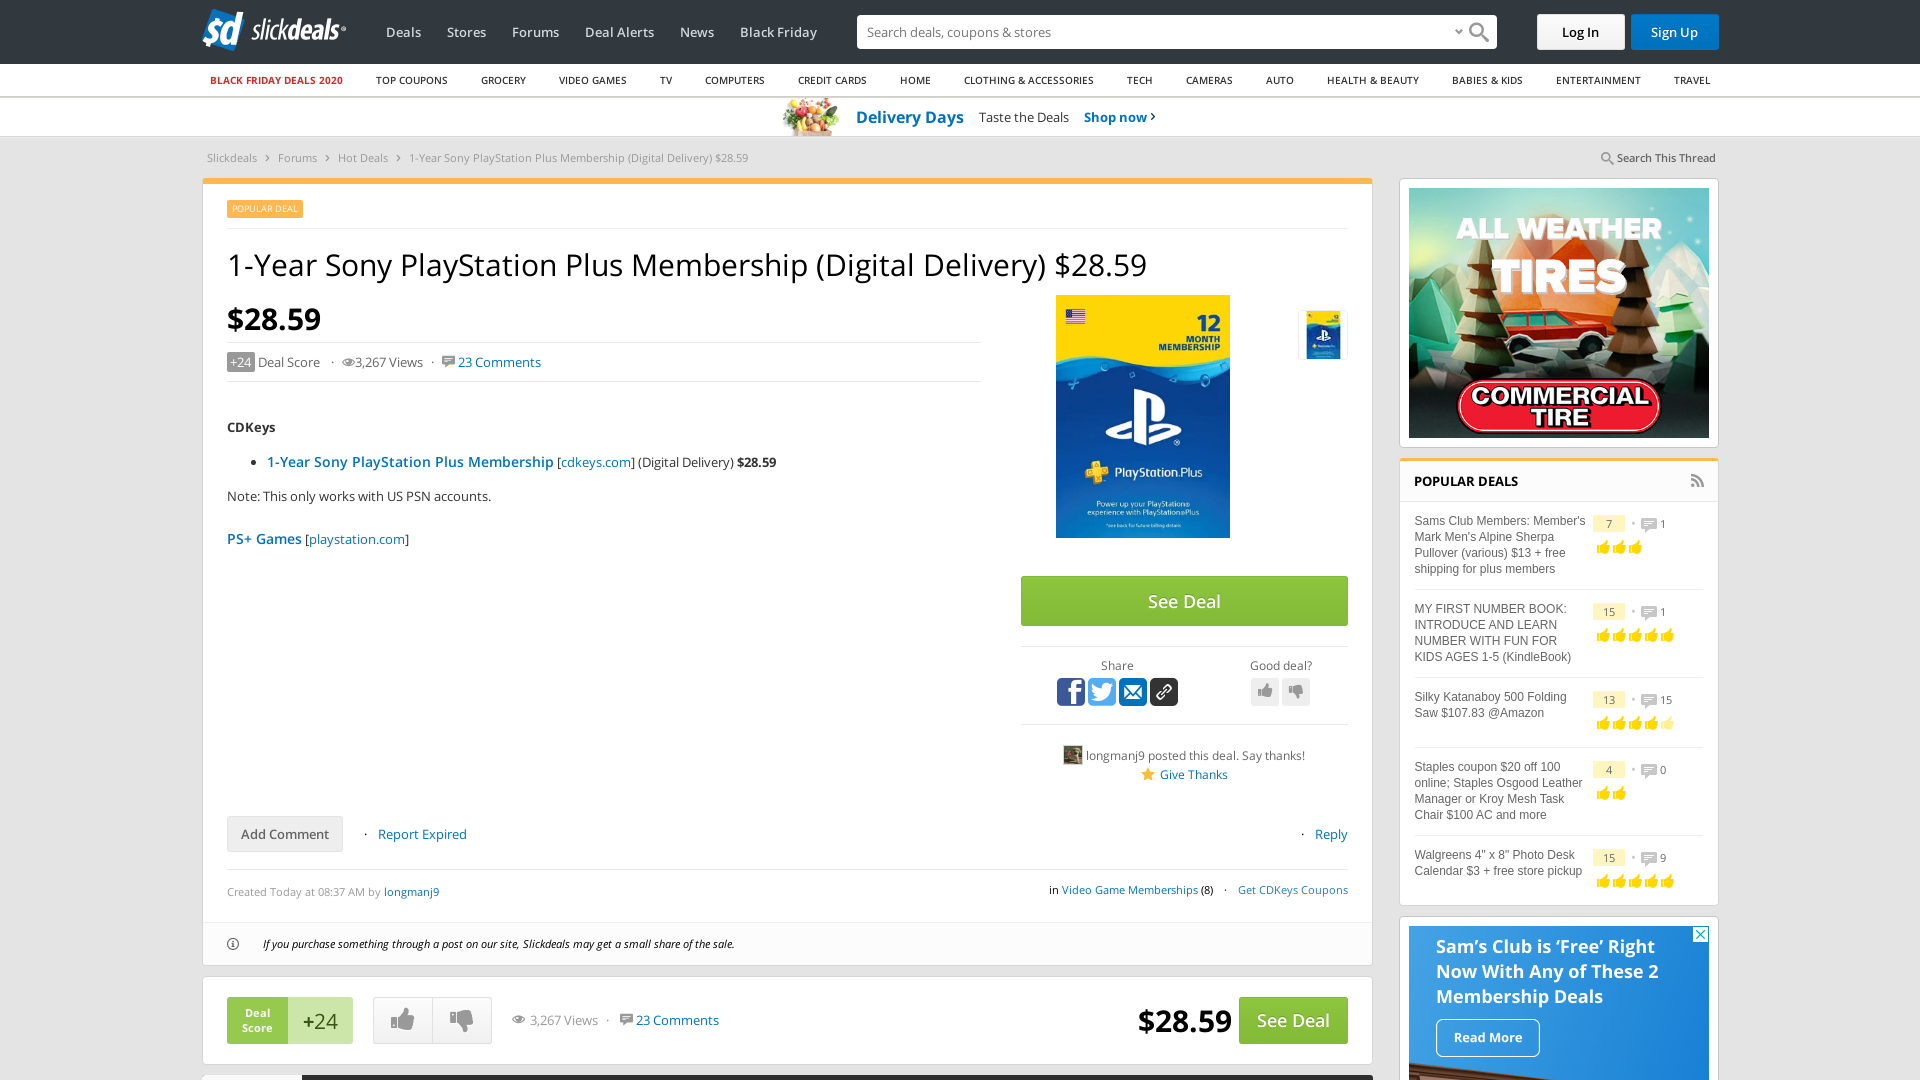 $d slickdeals
Deals Stores Forums Deal Alerts News Black Friday
Search deals, coupons & stores
Log In Sign Up
BLACK FRIDAY DEALS 2020 TOP COUPONS GROCERY VIDEO GAMES TV COMPUTERS CREDIT CARDS HOME CLOTHING & ACCESSORIES TECH CAMERAS AUTO HEALTH & BEAUTY BABIES & KIDS ENTERTAINMENT TRAVEL
Delivery Days Taste the Deals Shop now ›
Slickdeals › Forums › Hot Deals › 1-Year Sony PlayStation Plus Membership (Digital Delivery) $28.59
Search This Thread
POPULAR DEAL
1-Year Sony PlayStation Plus Membership (Digital Delivery) $28.59
$28.59
+24 Deal Score · 3,267 Views · 23 Comments
CDKeys
• 1-Year Sony PlayStation Plus Membership [cdkeys.com] (Digital Delivery) $28.59
Note: This only works with US PSN accounts.
PS+ Games [playstation.com]
12
MONTH
MEMBERSHIP
PlayStation®Plus
Power up your PlayStation®
experience with PlayStation®Plus
*see back for future billing details
See Deal
Share Good deal?
longmanj9 posted this deal. Say thanks!
Give Thanks
Add Comment · Report Expired · Reply
Created Today at 08:37 AM by longmanj9
in Video Game Memberships (8) · Get CDKeys Coupons
If you purchase something through a post on our site, Slickdeals may get a small share of the sale.
Deal
Score
+24
3,267 Views · 23 Comments
$28.59 See Deal
ALL WEATHER
TIRES
COMMERCIAL
TIRE
POPULAR DEALS
Sams Club Members: Member's
Mark Men's Alpine Sherpa
Pullover (various) $13 + free
shipping for plus members
7 • 1
MY FIRST NUMBER BOOK:
INTRODUCE AND LEARN
NUMBER WITH FUN FOR
KIDS AGES 1-5 (KindleBook)
15 • 1
Silky Katanaboy 500 Folding
Saw $107.83 @Amazon
13 • 15
Staples coupon $20 off 100
online; Staples Osgood Leather
Manager or Kroy Mesh Task
Chair $100 AC and more
4 • 0
Walgreens 4" x 8" Photo Desk
Calendar $3 + free store pickup
15 • 9
Sam's Club is 'Free' Right
Now With Any of These 2
Membership Deals
Read More